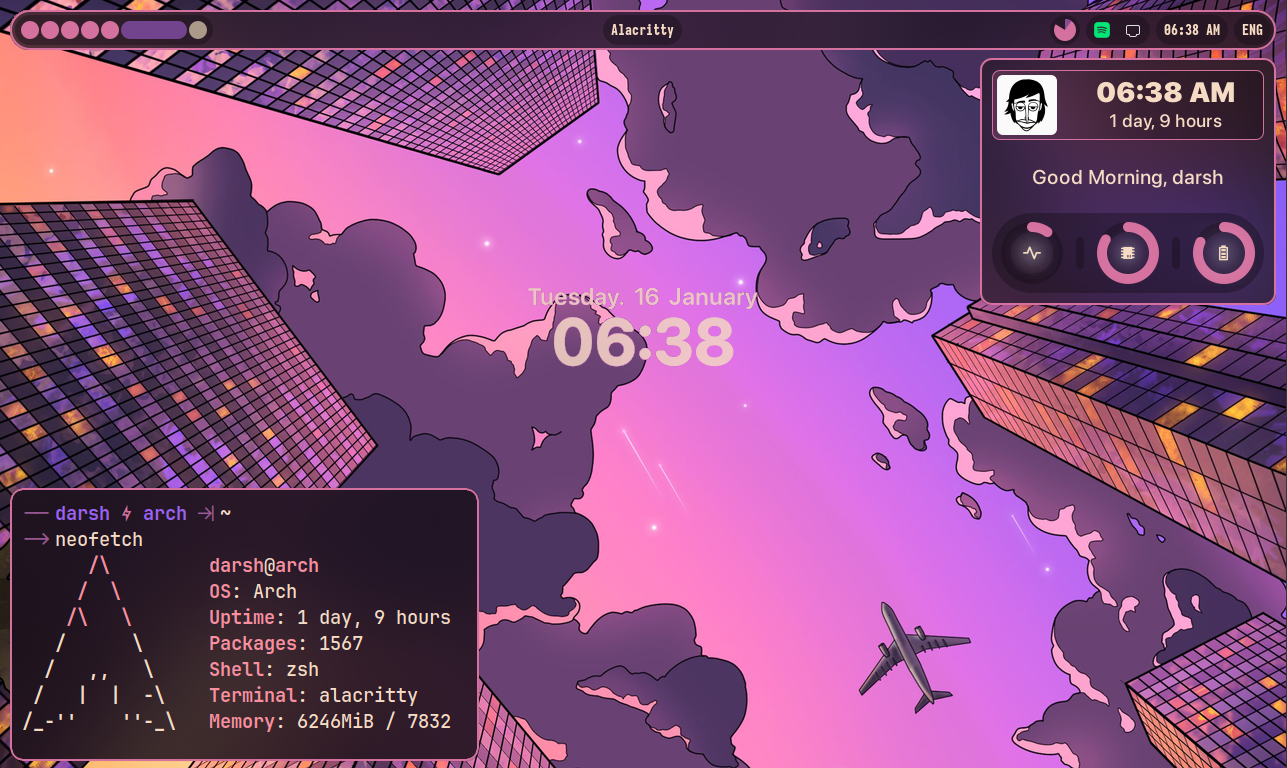 Alacritty
06:38 AM
ENG
06:38 AM
1 day, 9 hours
Good Morning, darsh
Tuesday. 16 January
06:38
darsh arch ~
neofetch
darsh@arch
OS: Arch
Uptime: 1 day, 9 hours
Packages: 1567
Shell: zsh
Terminal: alacritty
Memory: 6246MiB / 7832